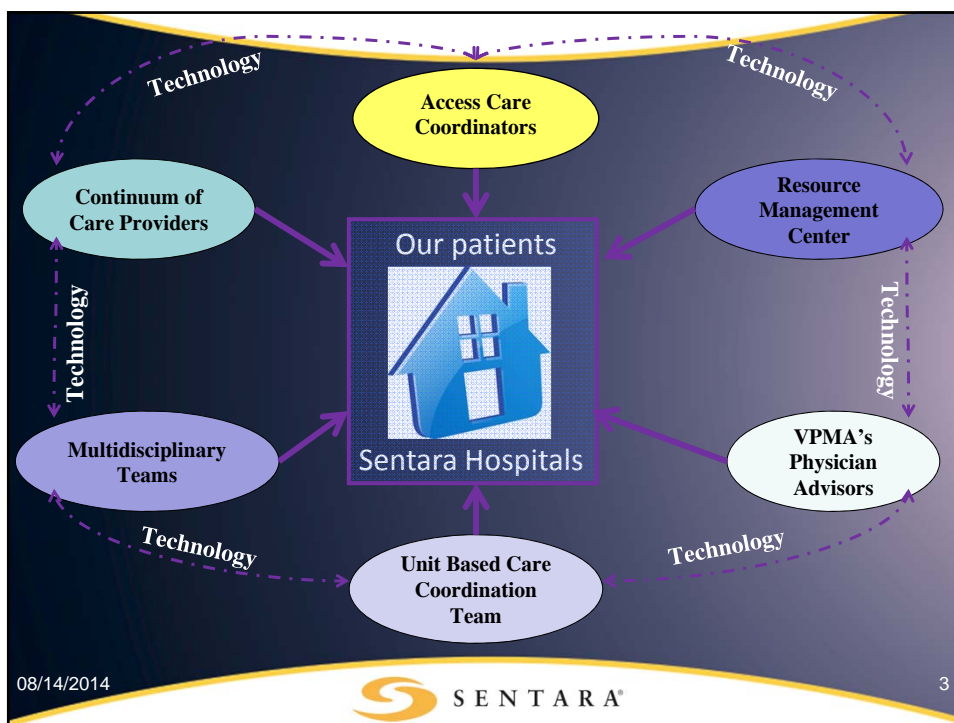 Technology
Technology
Access Care
Coordinators
Continuum of
Care Providers
Resource
Management
Center
Our patients
Technology
Technology
Multidisciplinary
Teams
Sentara Hospitals
VPMA's
Physician
Advisors
Technology
Technology
Unit Based Care
Coordination
Team
08/14/2014
SENTARA®
3